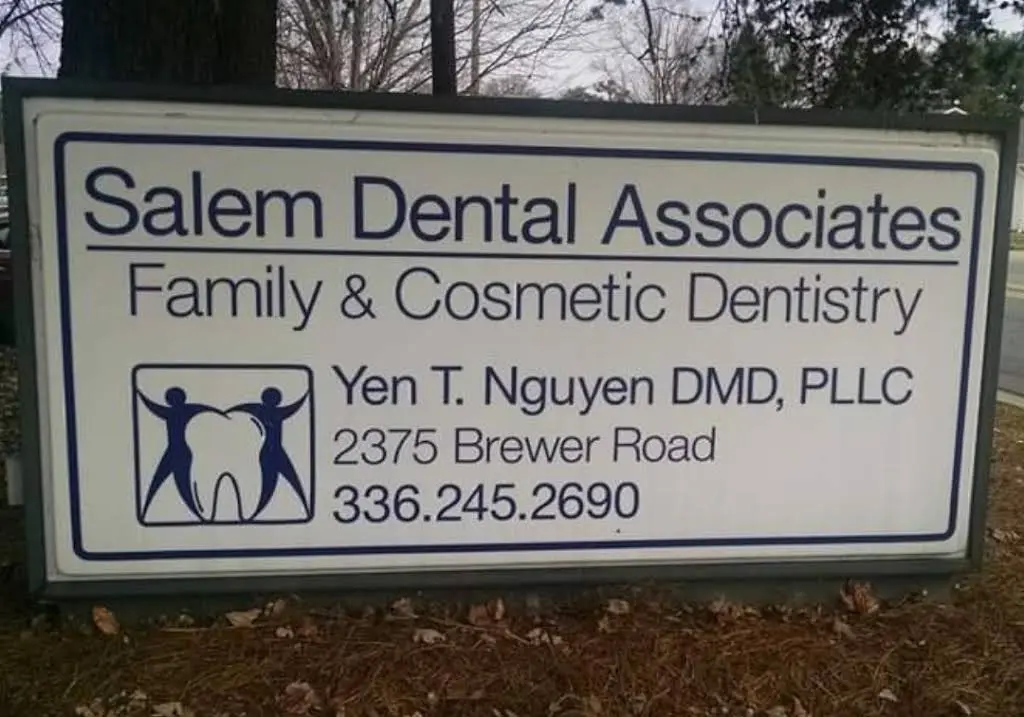 Salem Dental Associates
Family & Cosmetic Dentistry
Yen T. Nguyen DMD, PLLC
2375 Brewer Road
336.245.2690